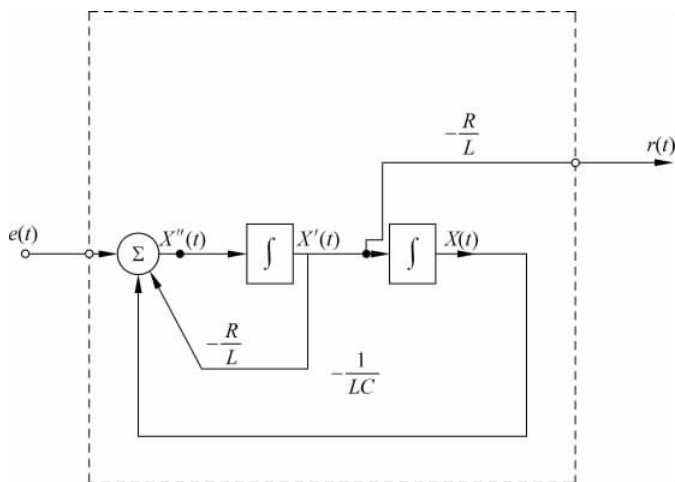 -R/L
r(t)
e(t)
Σ
X″(t)
∫
X′(t)
∫
X(t)
-R/L
-1/LC